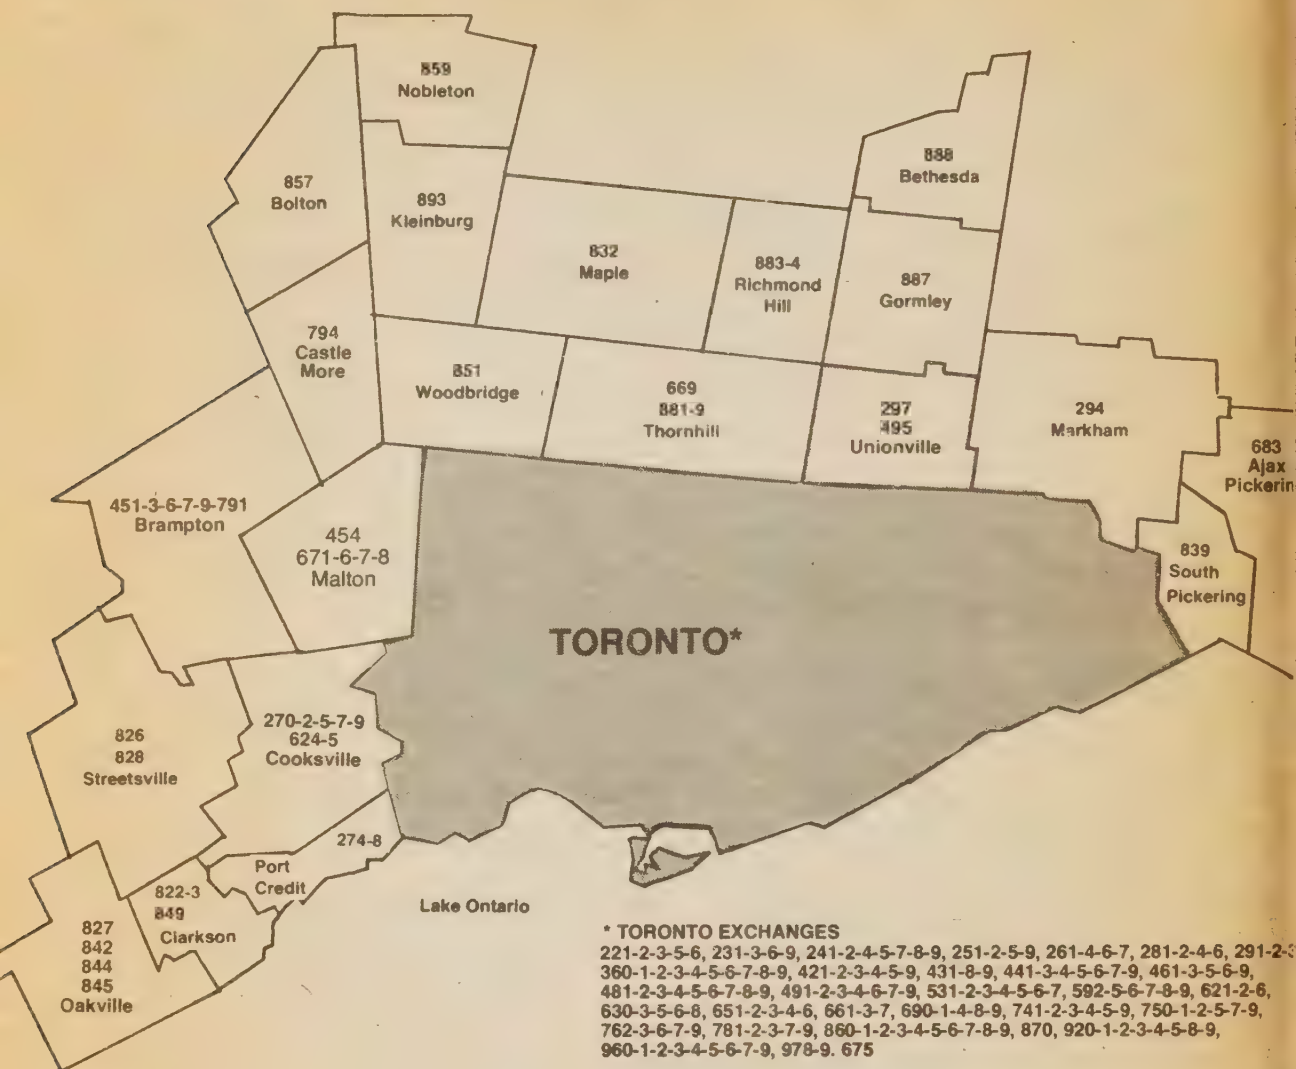 859
Nobleton
888
Bethesda
857
Bolton
893
Kleinburg
832
Maple
883-4
Richmond
Hill
887
Gormley
794
Castle
More
851
Woodbridge
669
881-9
Thornhill
297
495
Unionville
294
Markham
683
Ajax
Pickerin
451-3-6-7-9-791
Brampton
454
671-6-7-8
Malton
839
South
Pickering
TORONTO*
270-2-5-7-9
624-5
Cooksville
826
828
Streetsville
274-8
Port
Credit
822-3
849
Clarkson
Lake Ontario
827
842
844
845
Oakville
* TORONTO EXCHANGES
221-2-3-5-6, 231-3-6-9, 241-2-4-5-7-8-9, 251-2-5-9, 261-4-6-7, 281-2-4-6, 291-2-3
360-1-2-3-4-5-6-7-8-9, 421-2-3-4-5-9, 431-8-9, 441-3-4-5-6-7-9, 461-3-5-6-9,
481-2-3-4-5-6-7-8-9, 491-2-3-4-6-7-9, 531-2-3-4-5-6-7, 592-5-6-7-8-9, 621-2-6,
630-3-5-6-8, 651-2-3-4-6, 661-3-7, 690-1-4-8-9, 741-2-3-4-5-9, 750-1-2-5-7-9,
762-3-6-7-9, 781-2-3-7-9, 860-1-2-3-4-5-6-7-8-9, 870, 920-1-2-3-4-5-8-9,
960-1-2-3-4-5-6-7-9, 978-9. 675